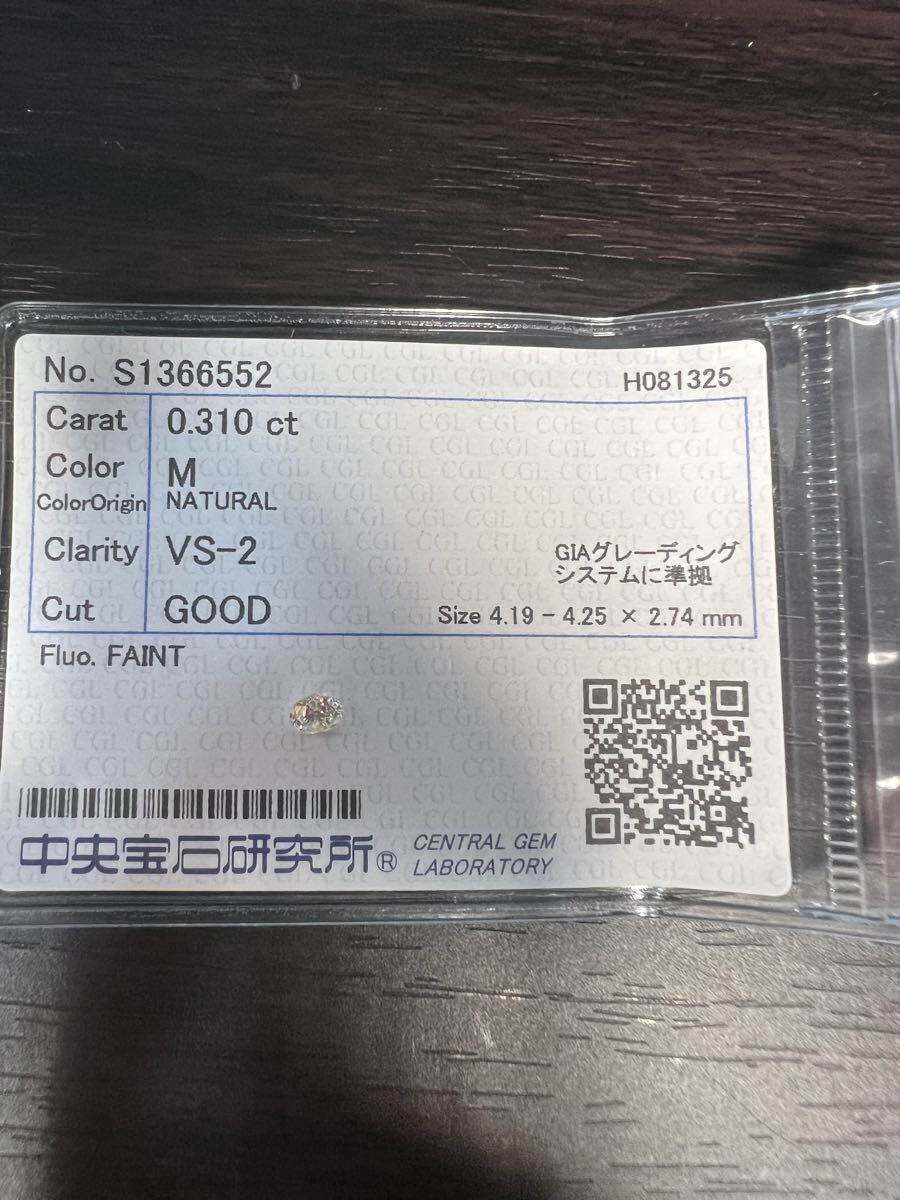 No. S1366552
H081325
Carat 0.310 ct
Color M
ColorOrigin NATURAL
Clarity VS-2
GIAグレーディング
システムに準拠
Cut GOOD
Size 4.19 - 4.25 × 2.74 mm
Fluo. FAINT
中央宝石研究所® CENTRAL GEM
LABORATORY